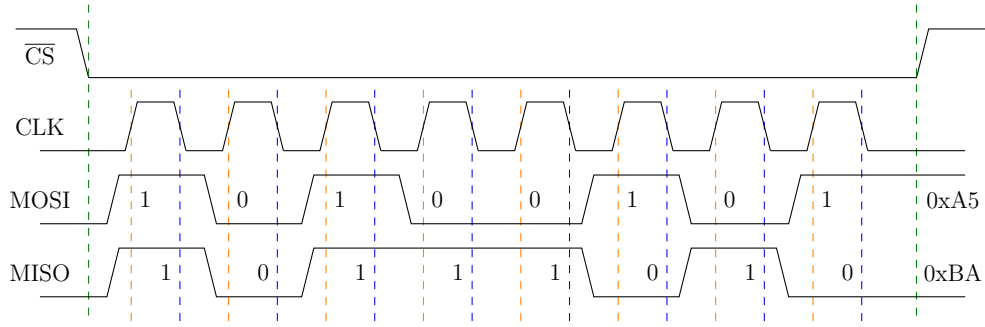 C̅S̅
CLK
MOSI 1 0 1 0 0 1 0 1 0xA5
MISO 1 0 1 1 1 0 1 0 0xBA